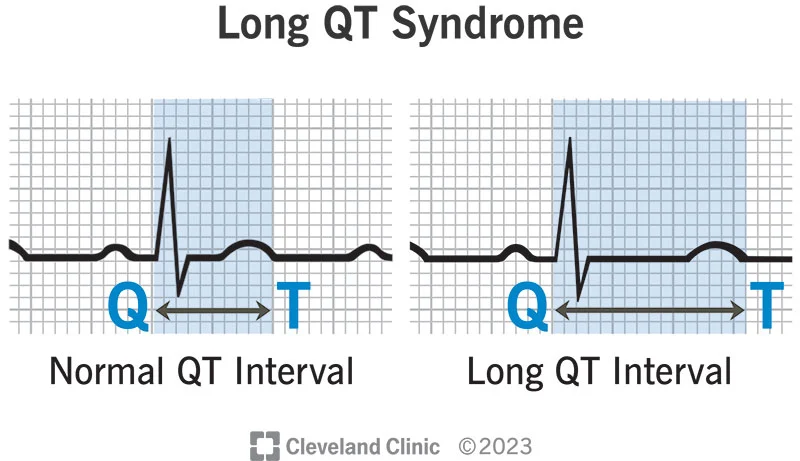 Long QT Syndrome
Q
T
Normal QT Interval
Q
T
Long QT Interval
Cleveland Clinic ©2023